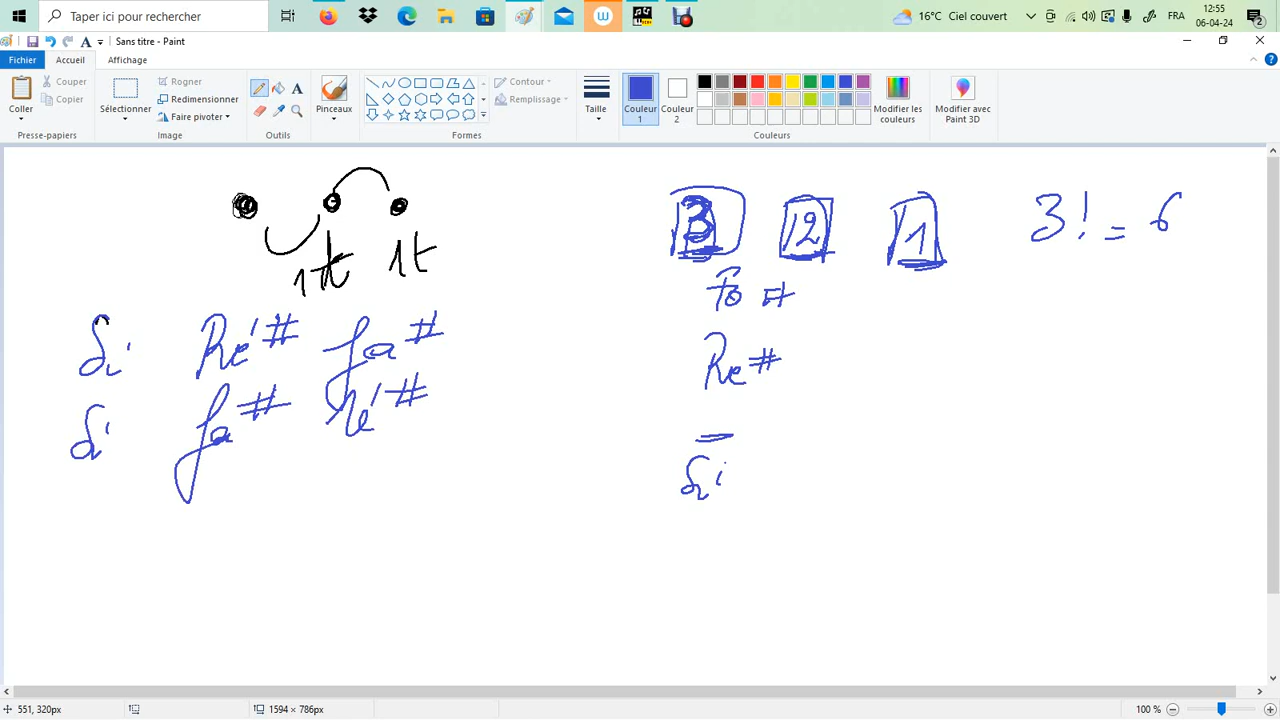 Taper ici pour rechercher
W
16°C Ciel couvert
FRA
12:55
06-04-24
2
Sans titre - Paint
Fichier
Accueil
Affichage
Coller
Couper
Copier
Presse-papiers
Sélectionner
Rogner
Redimensionner
Faire pivoter
Image
A
Outils
Pinceaux
Contour
Remplissage
Formes
Taille
Couleur 1
Couleur 2
Modifier les couleurs
Couleurs
Modifier avec Paint 3D
1t 1t
Si Ré# fa#
Si fa# ré#
3 2 1 3! = 6
Fa #
Re #
Si
551, 320px
1594 × 786px
100 %